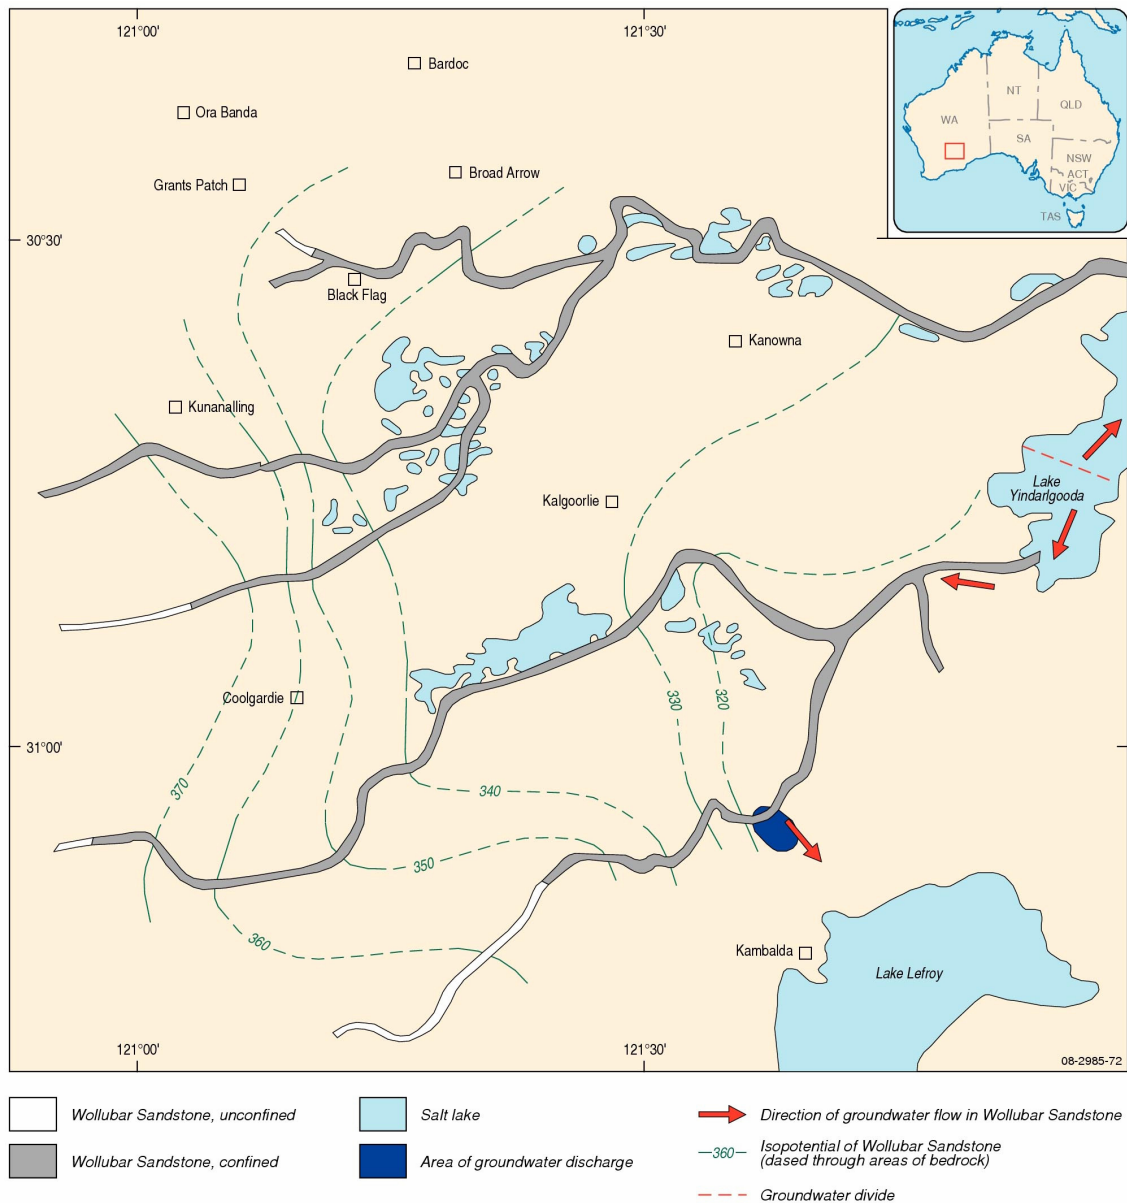 121°00'
121°30'
Bardoc
Ora Banda
Grants Patch
Broad Arrow
NT
QLD
WA
SA
NSW
ACT
VIC
TAS
30°30'
Black Flag
Kanowna
Kunanalling
Lake
Yindarlgooda
Kalgoorlie
Coolgardie
330
320
31°00'
370
340
350
360
Kambalda
Lake Lefroy
121°00'
121°30'
08-2985-72
Wollubar Sandstone, unconfined
Wollubar Sandstone, confined
Salt lake
Area of groundwater discharge
Direction of groundwater flow in Wollubar Sandstone
360
Isopotential of Wollubar Sandstone
(dased through areas of bedrock)
Groundwater divide